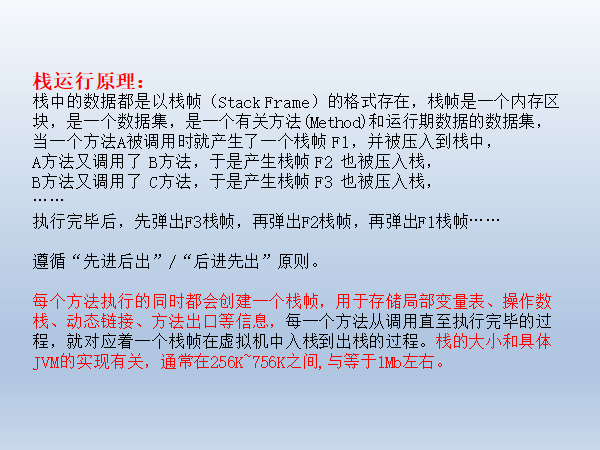 栈运行原理：
栈中的数据都是以栈帧（Stack Frame）的格式存在，栈帧是一个内存区
块，是一个数据集，是一个有关方法(Method)和运行期数据的数据集，
当一个方法A被调用时就产生了一个栈帧 F1，并被压入到栈中，
A方法又调用了 B方法，于是产生栈帧 F2 也被压入栈，
B方法又调用了 C方法，于是产生栈帧 F3 也被压入栈，
……
执行完毕后，先弹出F3栈帧，再弹出F2栈帧，再弹出F1栈帧……
遵循“先进后出”/“后进先出”原则。
每个方法执行的同时都会创建一个栈帧，用于存储局部变量表、操作数
栈、动态链接、方法出口等信息，每一个方法从调用直至执行完毕的过
程，就对应着一个栈帧在虚拟机中入栈到出栈的过程。栈的大小和具体
JVM的实现有关，通常在256K~756K之间,与等于1Mb左右。